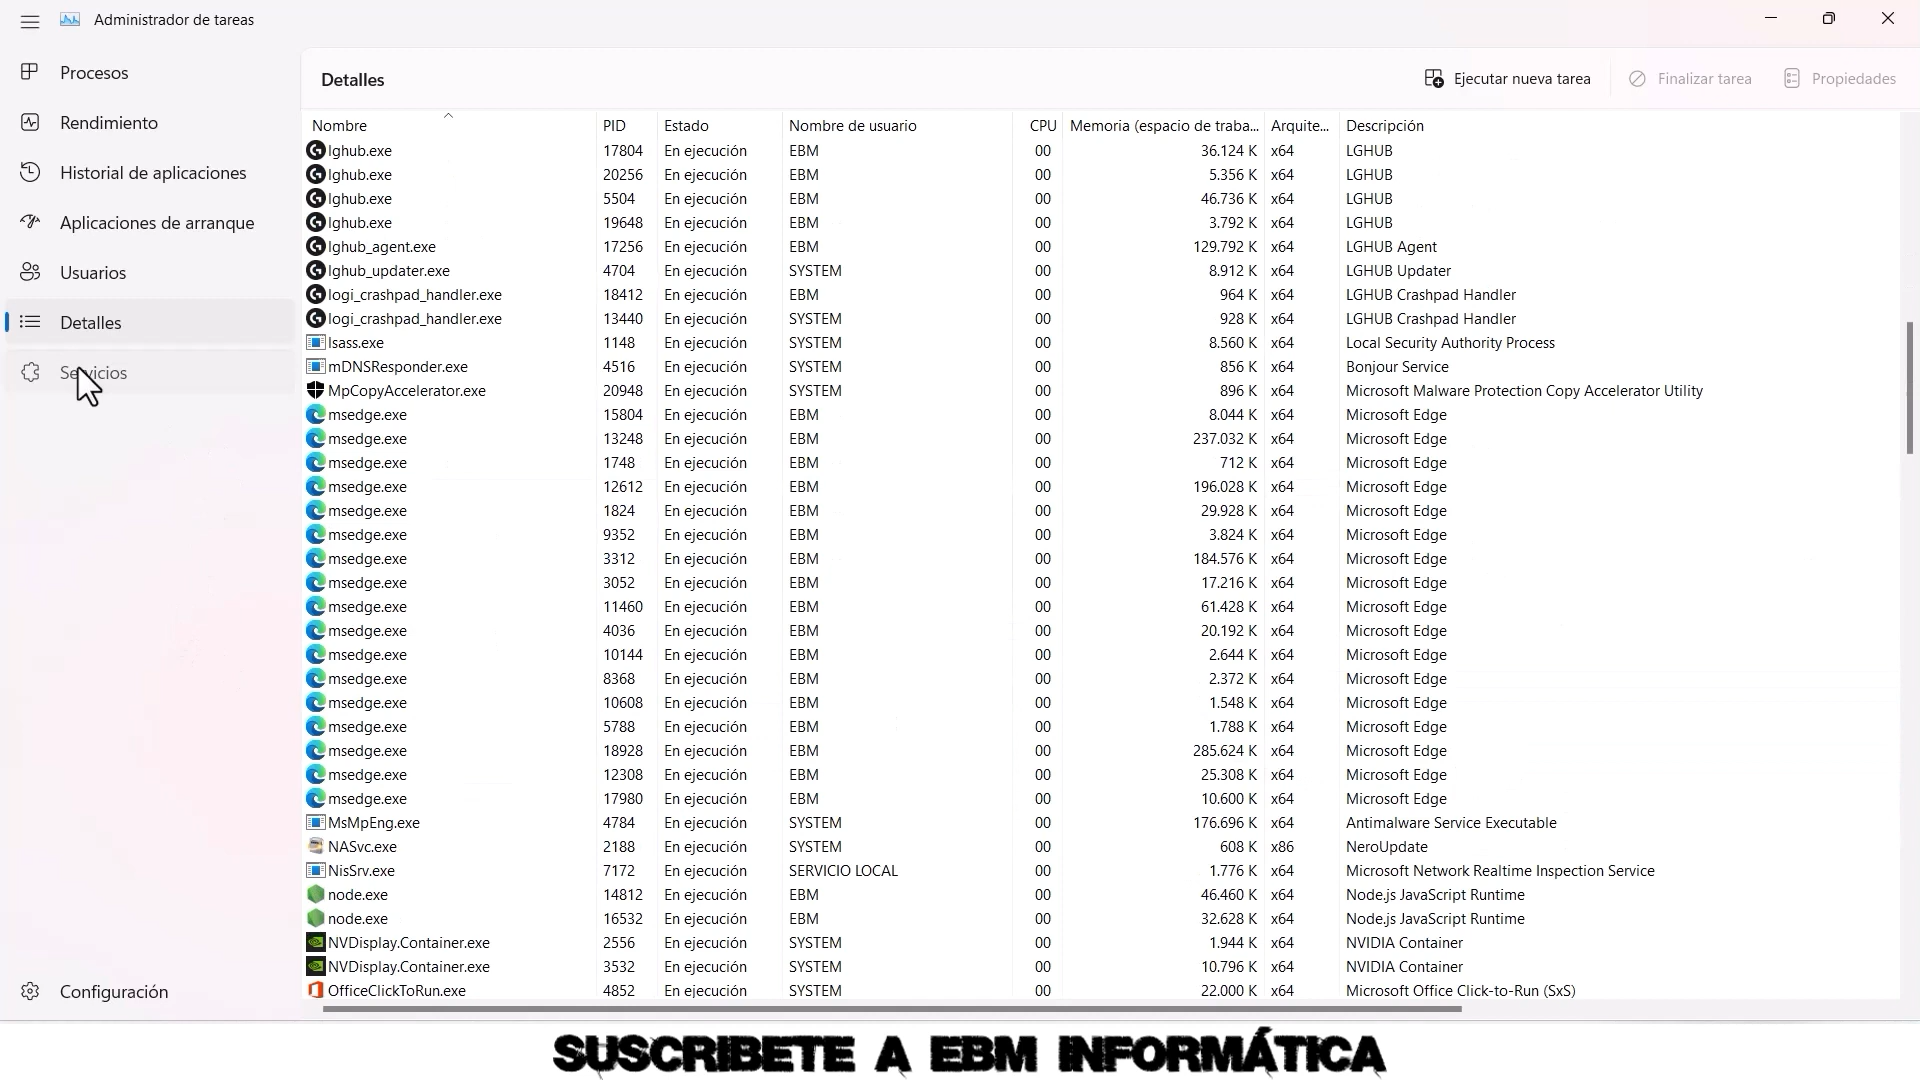 Administrador de tareas
Procesos
Rendimiento
Historial de aplicaciones
Aplicaciones de arranque
Usuarios
Detalles
Servicios
Configuración
Detalles
Ejecutar nueva tarea Finalizar tarea Propiedades
Nombre PID Estado Nombre de usuario CPU Memoria (espacio de traba... Arquite... Descripción
lghub.exe 17804 En ejecución EBM 00 36.124 K x64 LGHUB
lghub.exe 20256 En ejecución EBM 00 5.356 K x64 LGHUB
lghub.exe 5504 En ejecución EBM 00 46.736 K x64 LGHUB
lghub.exe 19648 En ejecución EBM 00 3.792 K x64 LGHUB
lghub_agent.exe 17256 En ejecución EBM 00 129.792 K x64 LGHUB Agent
lghub_updater.exe 4704 En ejecución SYSTEM 00 8.912 K x64 LGHUB Updater
logi_crashpad_handler.exe 18412 En ejecución EBM 00 964 K x64 LGHUB Crashpad Handler
logi_crashpad_handler.exe 13440 En ejecución SYSTEM 00 928 K x64 LGHUB Crashpad Handler
lsass.exe 1148 En ejecución SYSTEM 00 8.560 K x64 Local Security Authority Process
mDNSResponder.exe 4516 En ejecución SYSTEM 00 856 K x64 Bonjour Service
MpCopyAccelerator.exe 20948 En ejecución SYSTEM 00 896 K x64 Microsoft Malware Protection Copy Accelerator Utility
msedge.exe 15804 En ejecución EBM 00 8.044 K x64 Microsoft Edge
msedge.exe 13248 En ejecución EBM 00 237.032 K x64 Microsoft Edge
msedge.exe 1748 En ejecución EBM 00 712 K x64 Microsoft Edge
msedge.exe 12612 En ejecución EBM 00 196.028 K x64 Microsoft Edge
msedge.exe 1824 En ejecución EBM 00 29.928 K x64 Microsoft Edge
msedge.exe 9352 En ejecución EBM 00 3.824 K x64 Microsoft Edge
msedge.exe 3312 En ejecución EBM 00 184.576 K x64 Microsoft Edge
msedge.exe 3052 En ejecución EBM 00 17.216 K x64 Microsoft Edge
msedge.exe 11460 En ejecución EBM 00 61.428 K x64 Microsoft Edge
msedge.exe 4036 En ejecución EBM 00 20.192 K x64 Microsoft Edge
msedge.exe 10144 En ejecución EBM 00 2.644 K x64 Microsoft Edge
msedge.exe 8368 En ejecución EBM 00 2.372 K x64 Microsoft Edge
msedge.exe 10608 En ejecución EBM 00 1.548 K x64 Microsoft Edge
msedge.exe 5788 En ejecución EBM 00 1.788 K x64 Microsoft Edge
msedge.exe 18928 En ejecución EBM 00 285.624 K x64 Microsoft Edge
msedge.exe 12308 En ejecución EBM 00 25.308 K x64 Microsoft Edge
msedge.exe 17980 En ejecución EBM 00 10.600 K x64 Microsoft Edge
MsMpEng.exe 4784 En ejecución SYSTEM 00 176.696 K x64 Antimalware Service Executable
NASvc.exe 2188 En ejecución SYSTEM 00 608 K x86 NeroUpdate
NisSrv.exe 7172 En ejecución SERVICIO LOCAL 00 1.776 K x64 Microsoft Network Realtime Inspection Service
node.exe 14812 En ejecución EBM 00 46.460 K x64 Node.js JavaScript Runtime
node.exe 16532 En ejecución EBM 00 32.628 K x64 Node.js JavaScript Runtime
NVDisplay.Container.exe 2556 En ejecución SYSTEM 00 1.944 K x64 NVIDIA Container
NVDisplay.Container.exe 3532 En ejecución SYSTEM 00 10.796 K x64 NVIDIA Container
OfficeClickToRun.exe 4852 En ejecución SYSTEM 00 22.000 K x64 Microsoft Office Click-to-Run (SxS)
SUSCRIBETE A EBM INFORMÁTICA